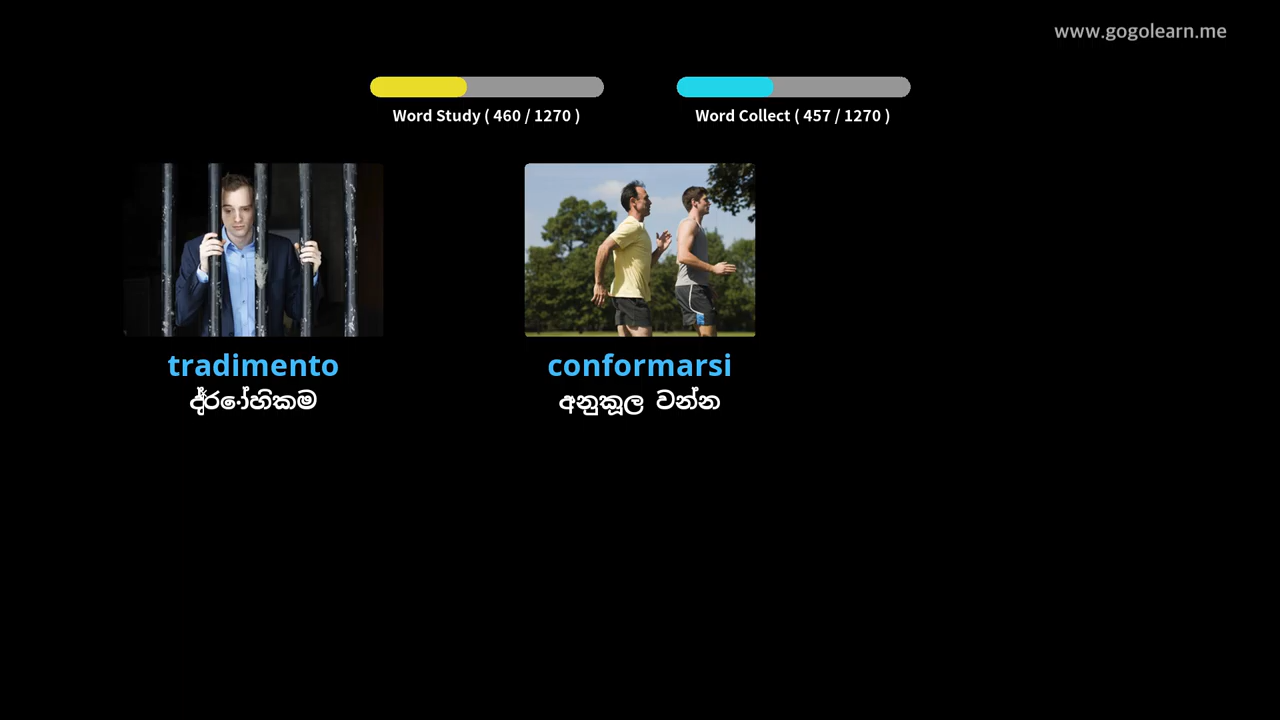 www.gogolearn.me
Word Study ( 460 / 1270 )
Word Collect ( 457 / 1270 )
tradimento
ද්රෝහිකම
conformarsi
අනුකූල වන්න